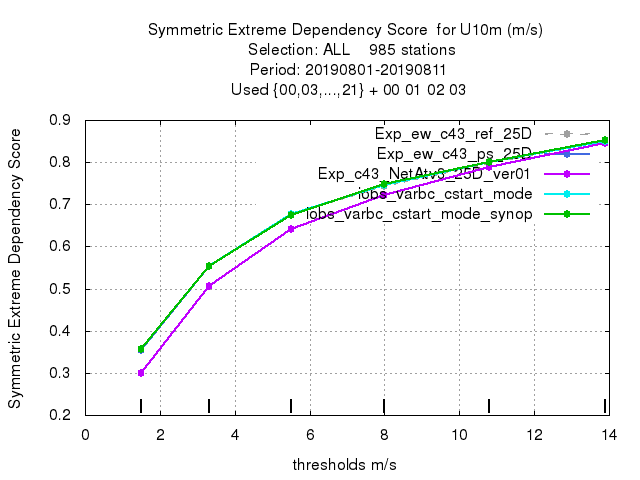 Symmetric Extreme Dependency Score for U10m (m/s)
Selection: ALL 985 stations
Period: 20190801-20190811
Used {00,03,...,21} + 00 01 02 03
Symmetric Extreme Dependency Score
0.9
0.8
0.7
0.6
0.5
0.4
0.3
0.2
Exp_ew_c43_ref_25D
Exp_ew_c43_ps_25D
Exp_c43_NetAtv3_25D_ver01
iobs_varbc_cstart_mode
iobs_varbc_cstart_mode_synop
0 2 4 6 8 10 12 14
thresholds m/s